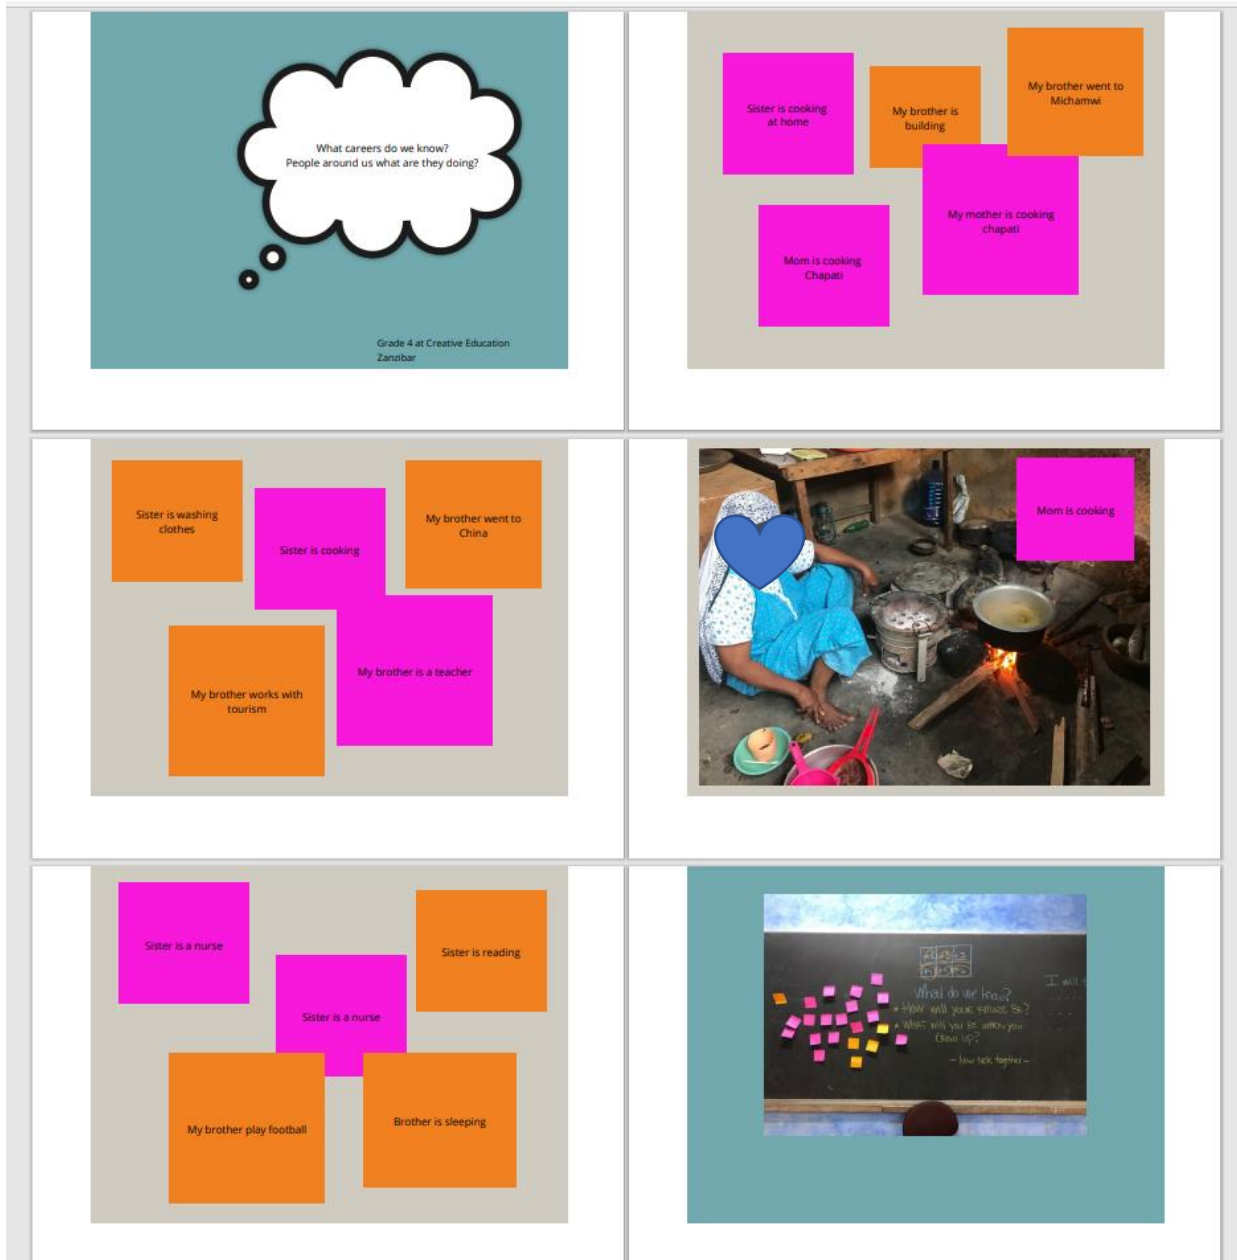 What careers do we know?
People around us what are they doing?
Grade 4 at Creative Education
Zanzibar
Sister is cooking
at home
My brother is
building
My brother went to
Michamwi
My mother is cooking
chapati
Mom is cooking
Chapati
Sister is washing
clothes
Sister is cooking
My brother went to
China
My brother is a teacher
My brother works with
tourism
Mom is cooking
Sister is a nurse
Sister is reading
Sister is a nurse
My brother play football
Brother is sleeping
What do we know?
* How will your future be?
* What will you be when you
grow up?
I will